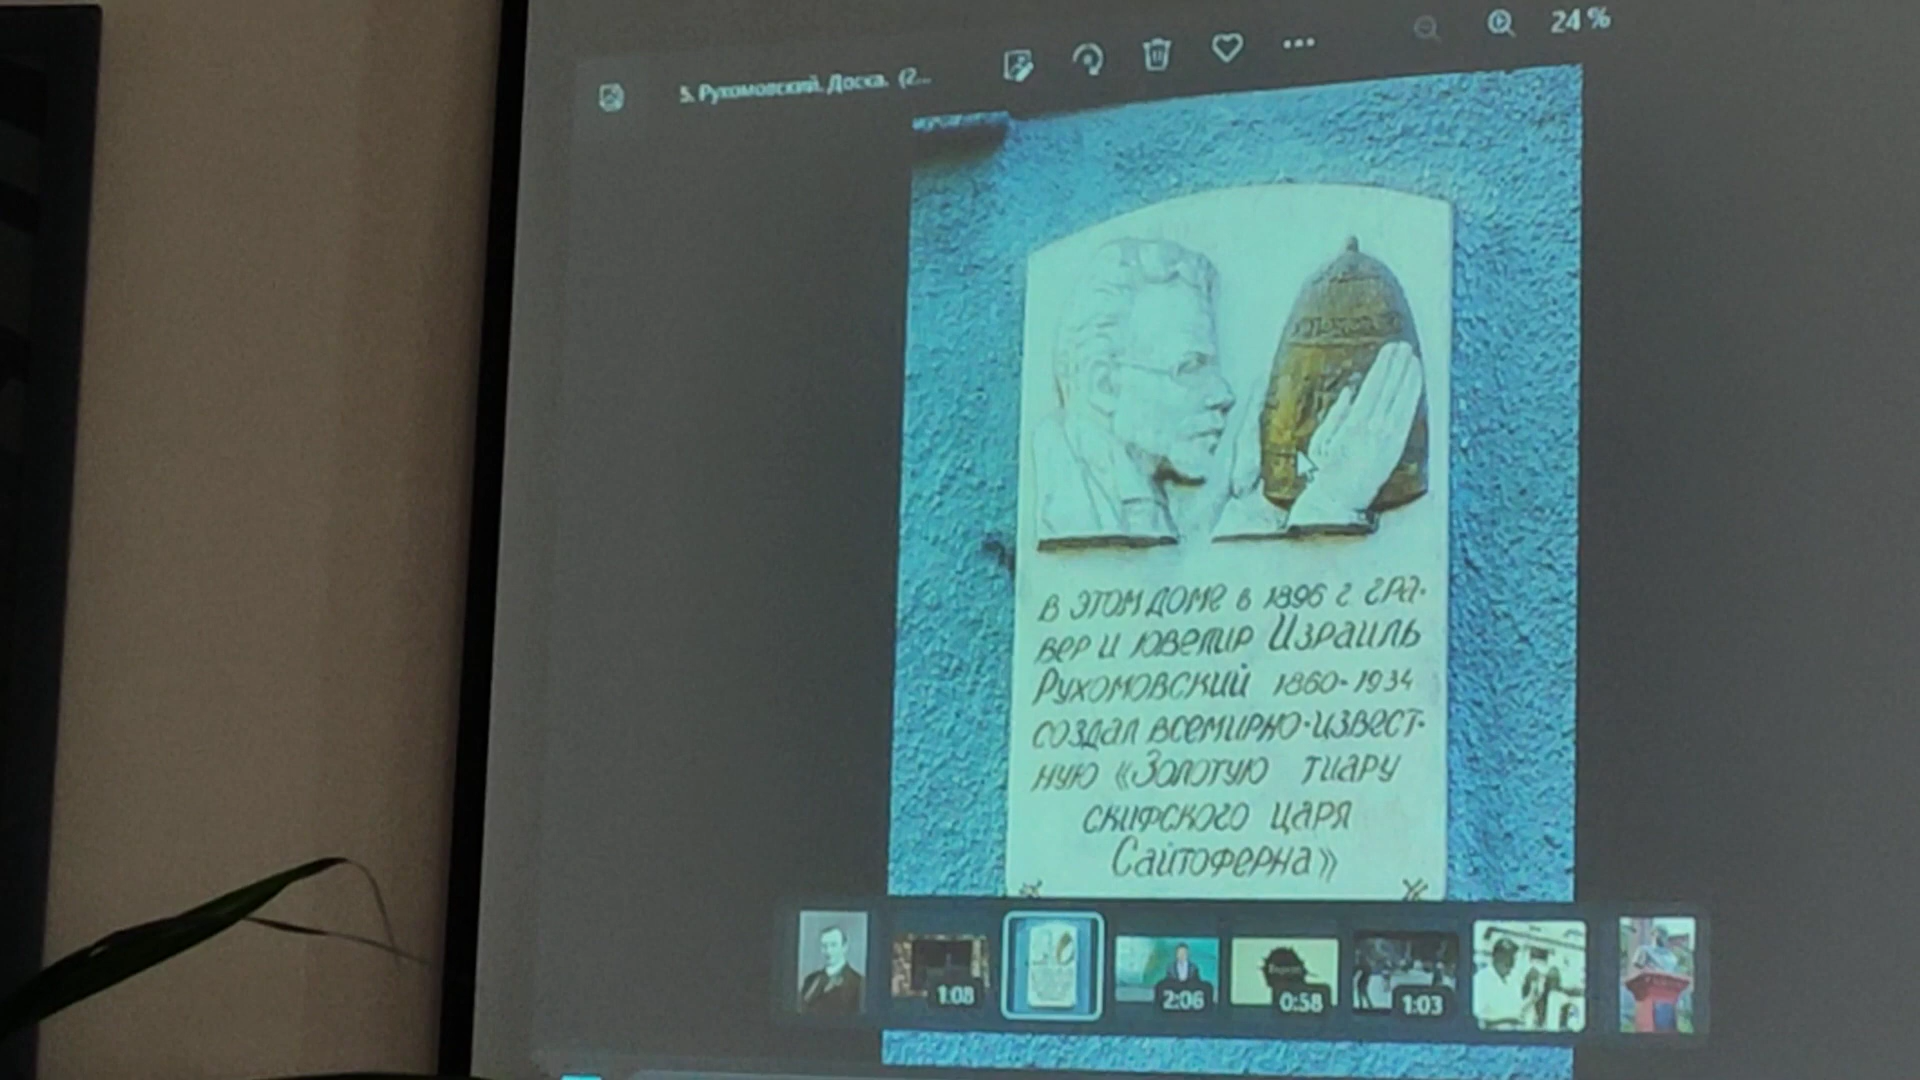 24 %
5. Рухомовский. Доска. (2...
В ЭТОМ ДОМЕ в 1896 г. гра-
вер и ювелир Израиль
Рухомовский 1860-1934
создал всемирно-извест-
ную «Золотую тиару
скифского царя
Сайтоферна»
1:08
2:06
0:58
1:03